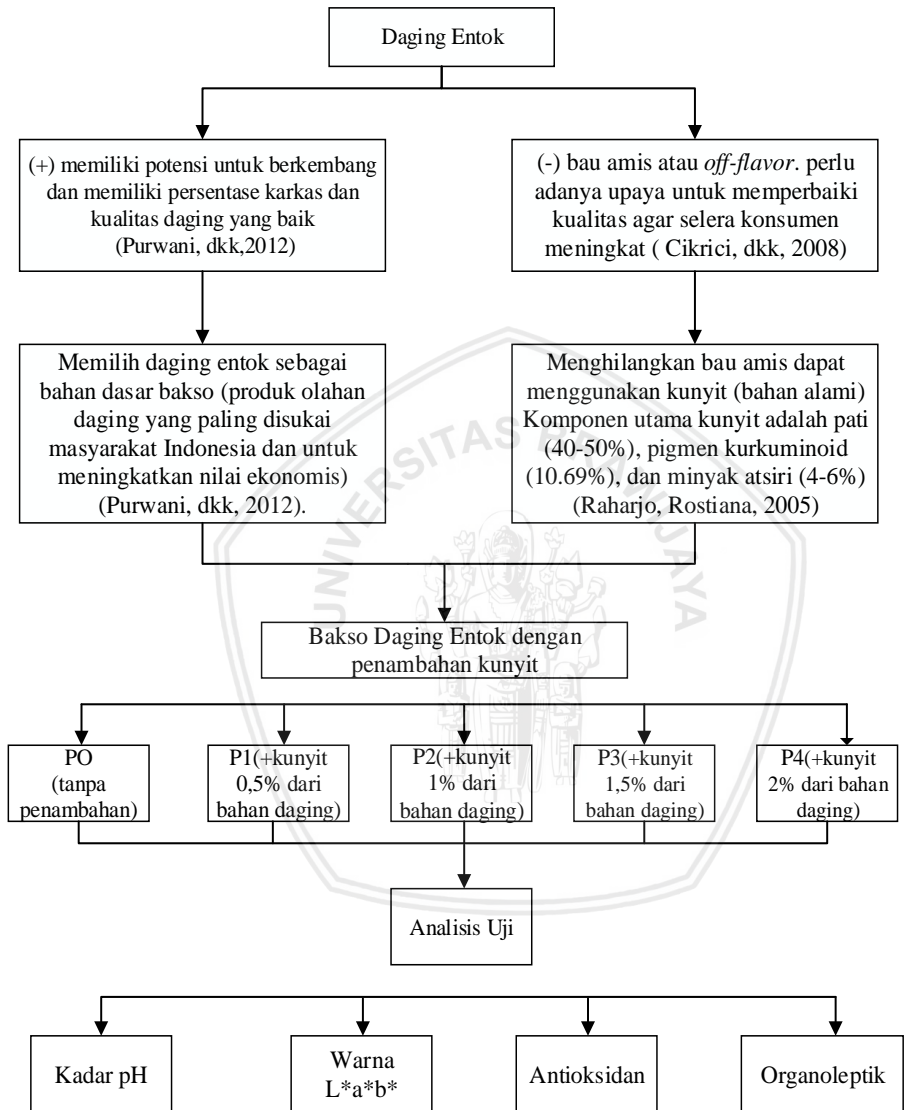 Daging Entok
(+) memiliki potensi untuk berkembang
dan memiliki persentase karkas dan
kualitas daging yang baik
(Purwani, dkk,2012)
(-) bau amis atau off-flavor. perlu
adanya upaya untuk memperbaiki
kualitas agar selera konsumen
meningkat ( Cikrici, dkk, 2008)
Memilih daging entok sebagai
bahan dasar bakso (produk olahan
daging yang paling disukai
masyarakat Indonesia dan untuk
meningkatkan nilai ekonomis)
(Purwani, dkk, 2012).
Menghilangkan bau amis dapat
menggunakan kunyit (bahan alami)
Komponen utama kunyit adalah pati
(40-50%), pigmen kurkuminoid
(10.69%), dan minyak atsiri (4-6%)
(Raharjo, Rostiana, 2005)
UNIVERSITAS BRAWIJAYA
Bakso Daging Entok dengan
penambahan kunyit
PO
(tanpa
penambahan)
P1(+kunyit
0,5% dari
bahan daging)
P2(+kunyit
1% dari
bahan daging)
P3(+kunyit
1,5% dari
bahan daging)
P4(+kunyit
2% dari bahan
daging)
Analisis Uji
Kadar pH
Warna
L*a*b*
Antioksidan
Organoleptik